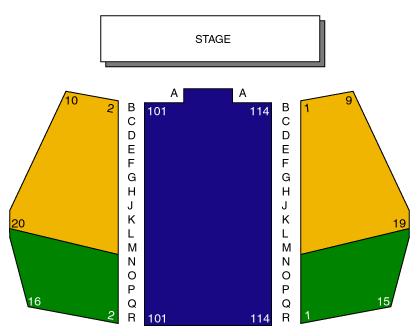 STAGE
A A
10 2 B 101 114 B 1 9
C C
D D
E E
F F
G G
H H
J J
K K
20 L L 19
M M
N N
O O
P P
16 Q Q 15
2 R 101 114 R 1